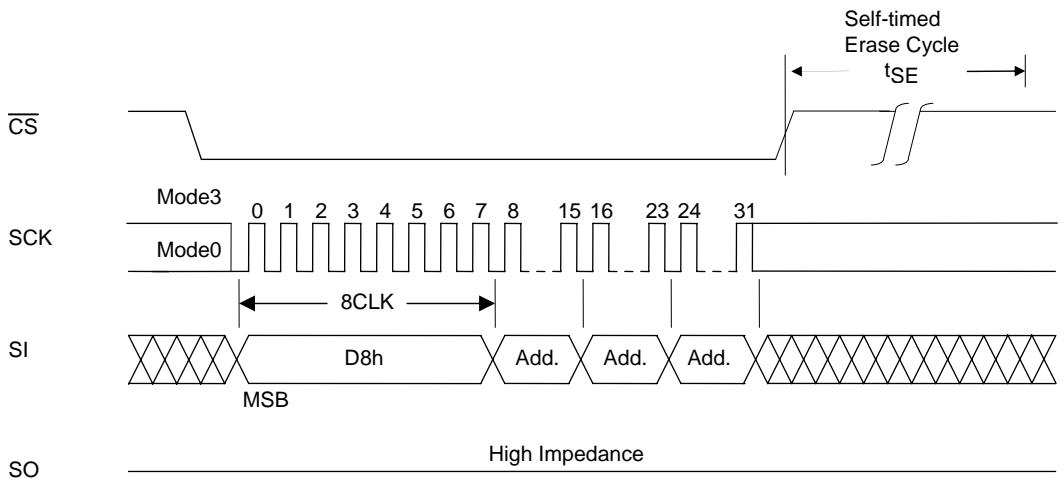 Self-timed
Erase Cycle
tSE
CS
Mode3
0 1 2 3 4 5 6 7 8 15 16 23 24 31
SCK
Mode0
8CLK
SI
D8h Add. Add. Add.
MSB
High Impedance
SO